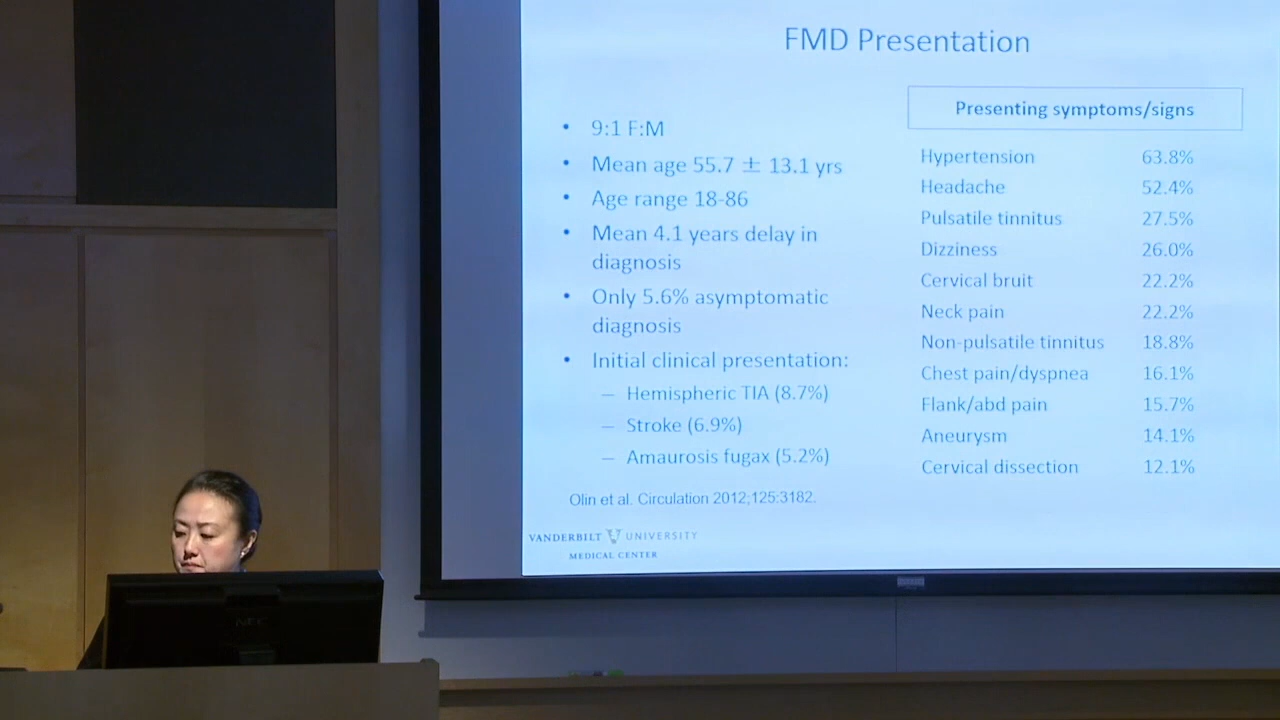 FMD Presentation
• 9:1 F:M
• Mean age 55.7 ± 13.1 yrs
• Age range 18-86
• Mean 4.1 years delay in
diagnosis
• Only 5.6% asymptomatic
diagnosis
• Initial clinical presentation:
– Hemispheric TIA (8.7%)
– Stroke (6.9%)
– Amaurosis fugax (5.2%)
Presenting symptoms/signs
Hypertension 63.8%
Headache 52.4%
Pulsatile tinnitus 27.5%
Dizziness 26.0%
Cervical bruit 22.2%
Neck pain 22.2%
Non-pulsatile tinnitus 18.8%
Chest pain/dyspnea 16.1%
Flank/abd pain 15.7%
Aneurysm 14.1%
Cervical dissection 12.1%
Olin et al. Circulation 2012;125:3182.
VANDERBILT UNIVERSITY
MEDICAL CENTER
NEC